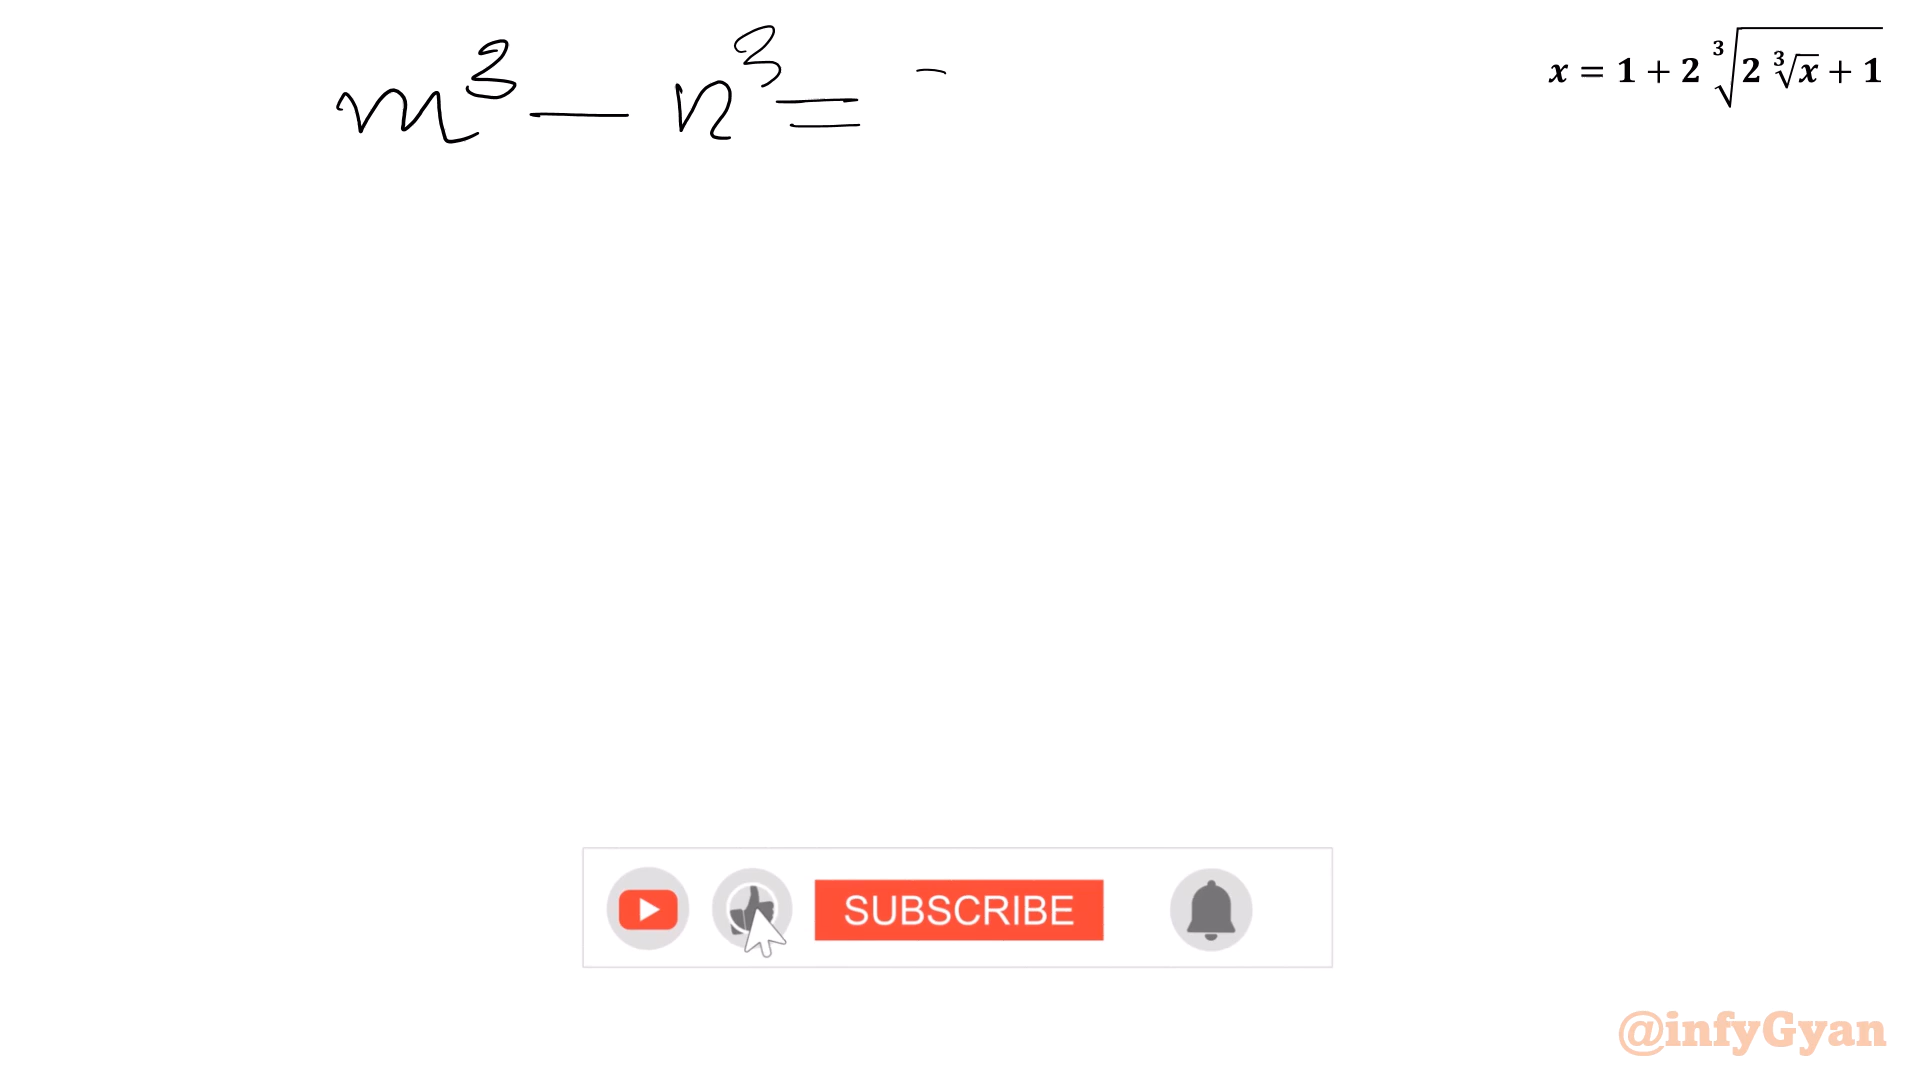 m³ - n³ =
x = 1 + 2 ∛(2 ∛x + 1)
SUBSCRIBE
@infyGyan